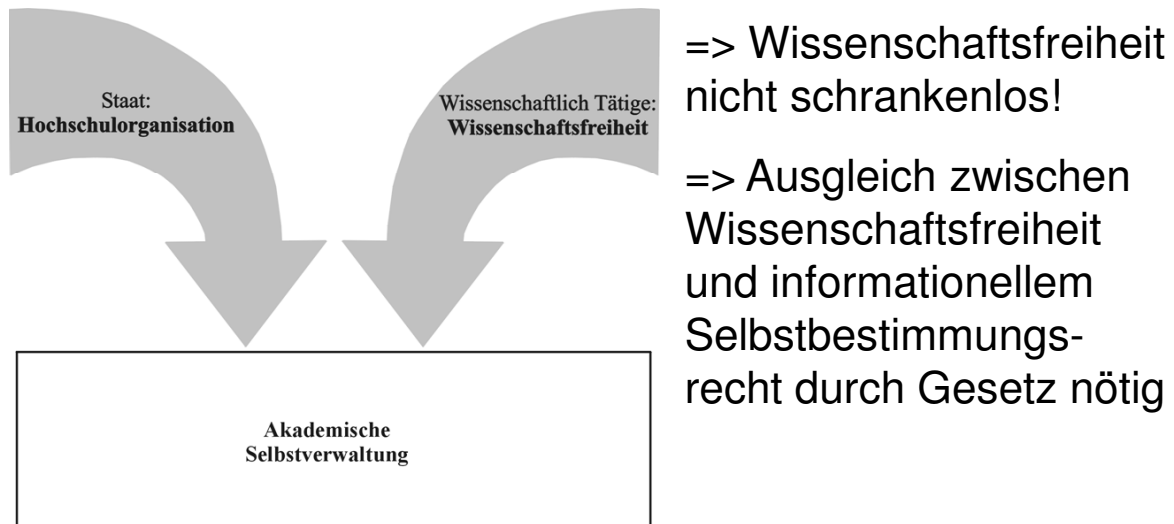 Staat:
Hochschulorganisation
Wissenschaftlich Tätige:
Wissenschaftsfreiheit
Akademische
Selbstverwaltung
=> Wissenschaftsfreiheit
nicht schrankenlos!
=> Ausgleich zwischen
Wissenschaftsfreiheit
und informationellem
Selbstbestimmungs-
recht durch Gesetz nötig